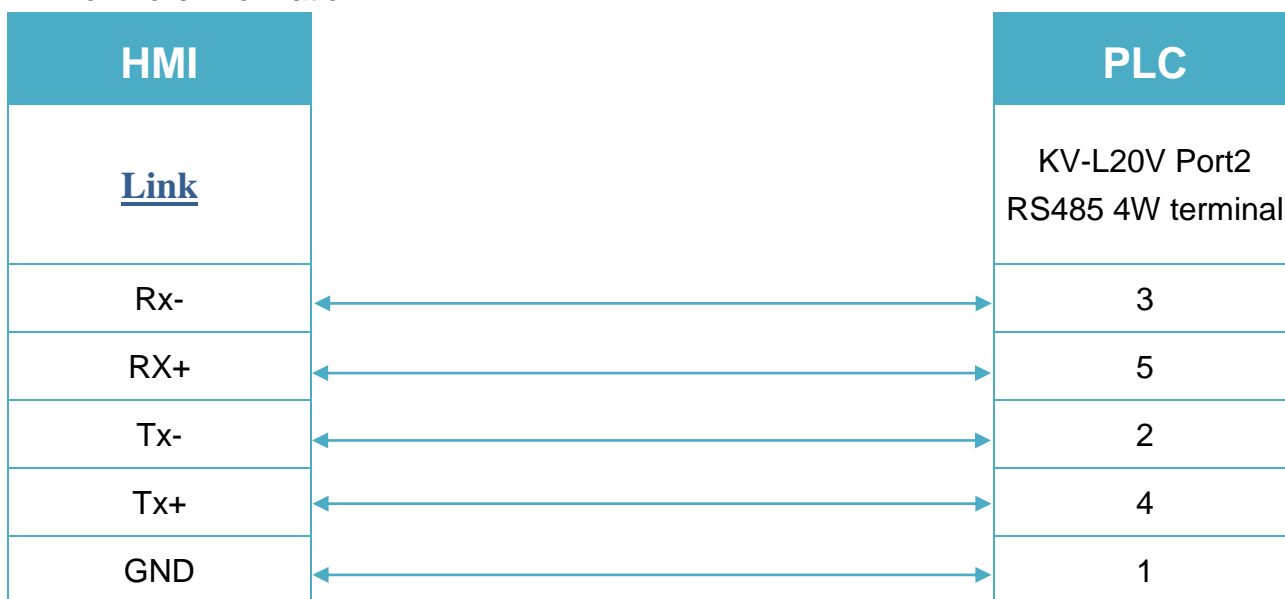 HMI PLC
Link KV-L20V Port2
RS485 4W terminal
Rx- 3
RX+ 5
Tx- 2
Tx+ 4
GND 1